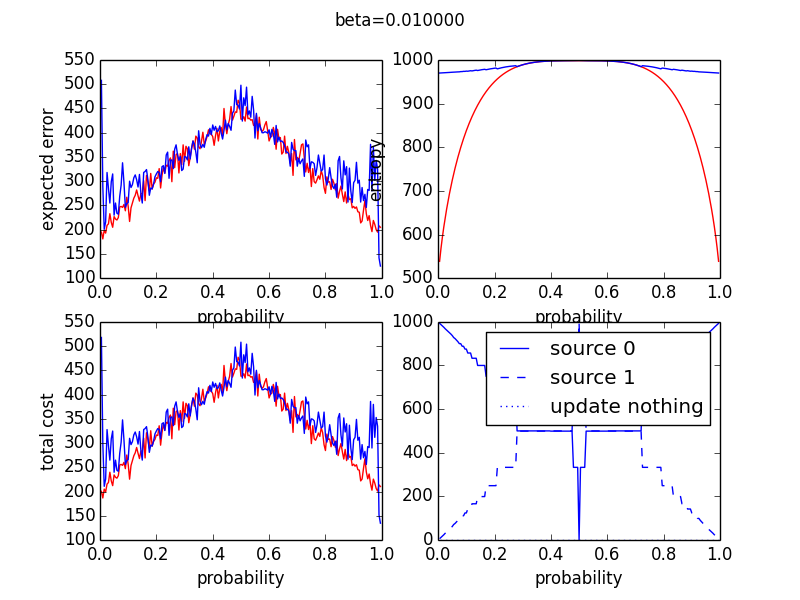 beta=0.010000
550
500
450
400
350
300
250
200
150
100
expected error
0.0 0.2 0.4 0.6 0.8 1.0
probability
1000
900
800
700
600
500
entropy
0.0 0.2 0.4 0.6 0.8 1.0
probability
550
500
450
400
350
300
250
200
150
100
total cost
0.0 0.2 0.4 0.6 0.8 1.0
probability
1000
800
600
400
200
0
source 0
source 1
update nothing
0.0 0.2 0.4 0.6 0.8 1.0
probability